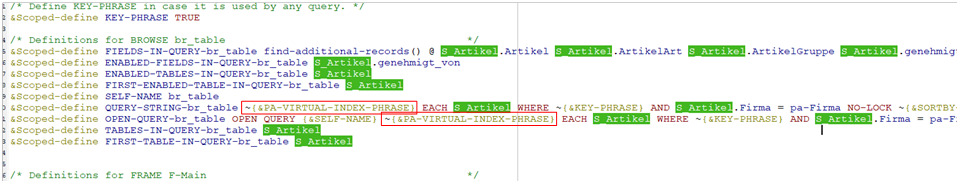 /* Define KEY-PHRASE in case it is used by any query. */
&Scoped-define KEY-PHRASE TRUE
/* Definitions for BROWSE br_table */
&Scoped-define FIELDS-IN-QUERY-br_table find-additional-records() @ S_Artikel.Artikel S_Artikel.ArtikelArt S_Artikel.ArtikelGruppe S_Artikel.genehmigt
&Scoped-define ENABLED-FIELDS-IN-QUERY-br_table S_Artikel.genehmigt_von
&Scoped-define ENABLED-TABLES-IN-QUERY-br_table S_Artikel
&Scoped-define FIRST-ENABLED-TABLE-IN-QUERY-br_table S_Artikel
&Scoped-define SELF-NAME br_table
&Scoped-define QUERY-STRING-br_table ~{&PA-VIRTUAL-INDEX-PHRASE} EACH S_Artikel WHERE ~{&KEY-PHRASE} AND S_Artikel.Firma = pa-Firma NO-LOCK ~{&SORTBY-
&Scoped-define OPEN-QUERY-br_table OPEN QUERY {&SELF-NAME} ~{&PA-VIRTUAL-INDEX-PHRASE} EACH S_Artikel WHERE ~{&KEY-PHRASE} AND S_Artikel.Firma = pa-F
&Scoped-define TABLES-IN-QUERY-br_table S_Artikel
&Scoped-define FIRST-TABLE-IN-QUERY-br_table S_Artikel
/* Definitions for FRAME F-Main */